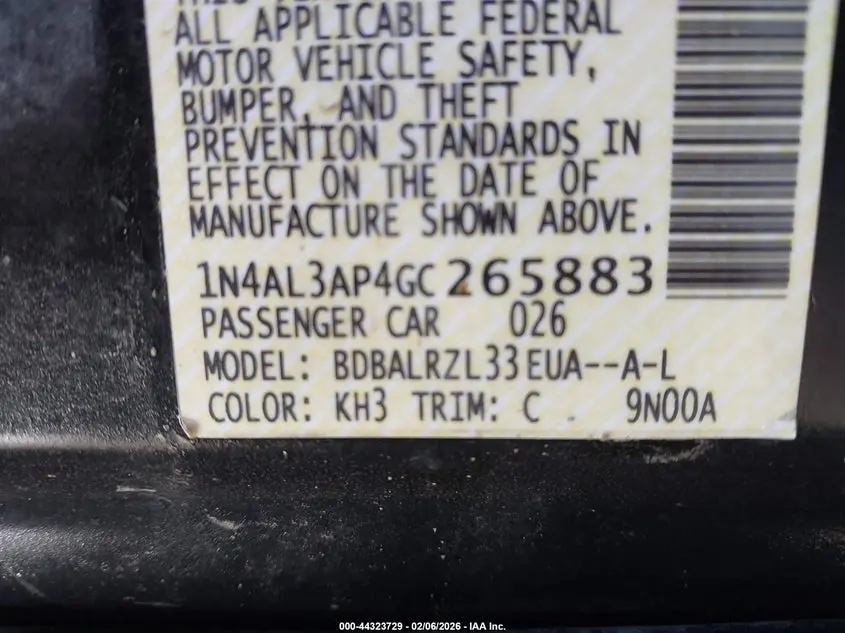 ALL APPLICABLE FEDERAL
MOTOR VEHICLE SAFETY,
BUMPER, AND THEFT
PREVENTION STANDARDS IN
EFFECT ON THE DATE OF
MANUFACTURE SHOWN ABOVE.
1N4AL3AP4GC265883
PASSENGER CAR 026
MODEL: BDBALRZL33EUA--A-L
COLOR: KH3 TRIM: C 9N00A
000-44323729 - 02/06/2026 - IAA Inc.